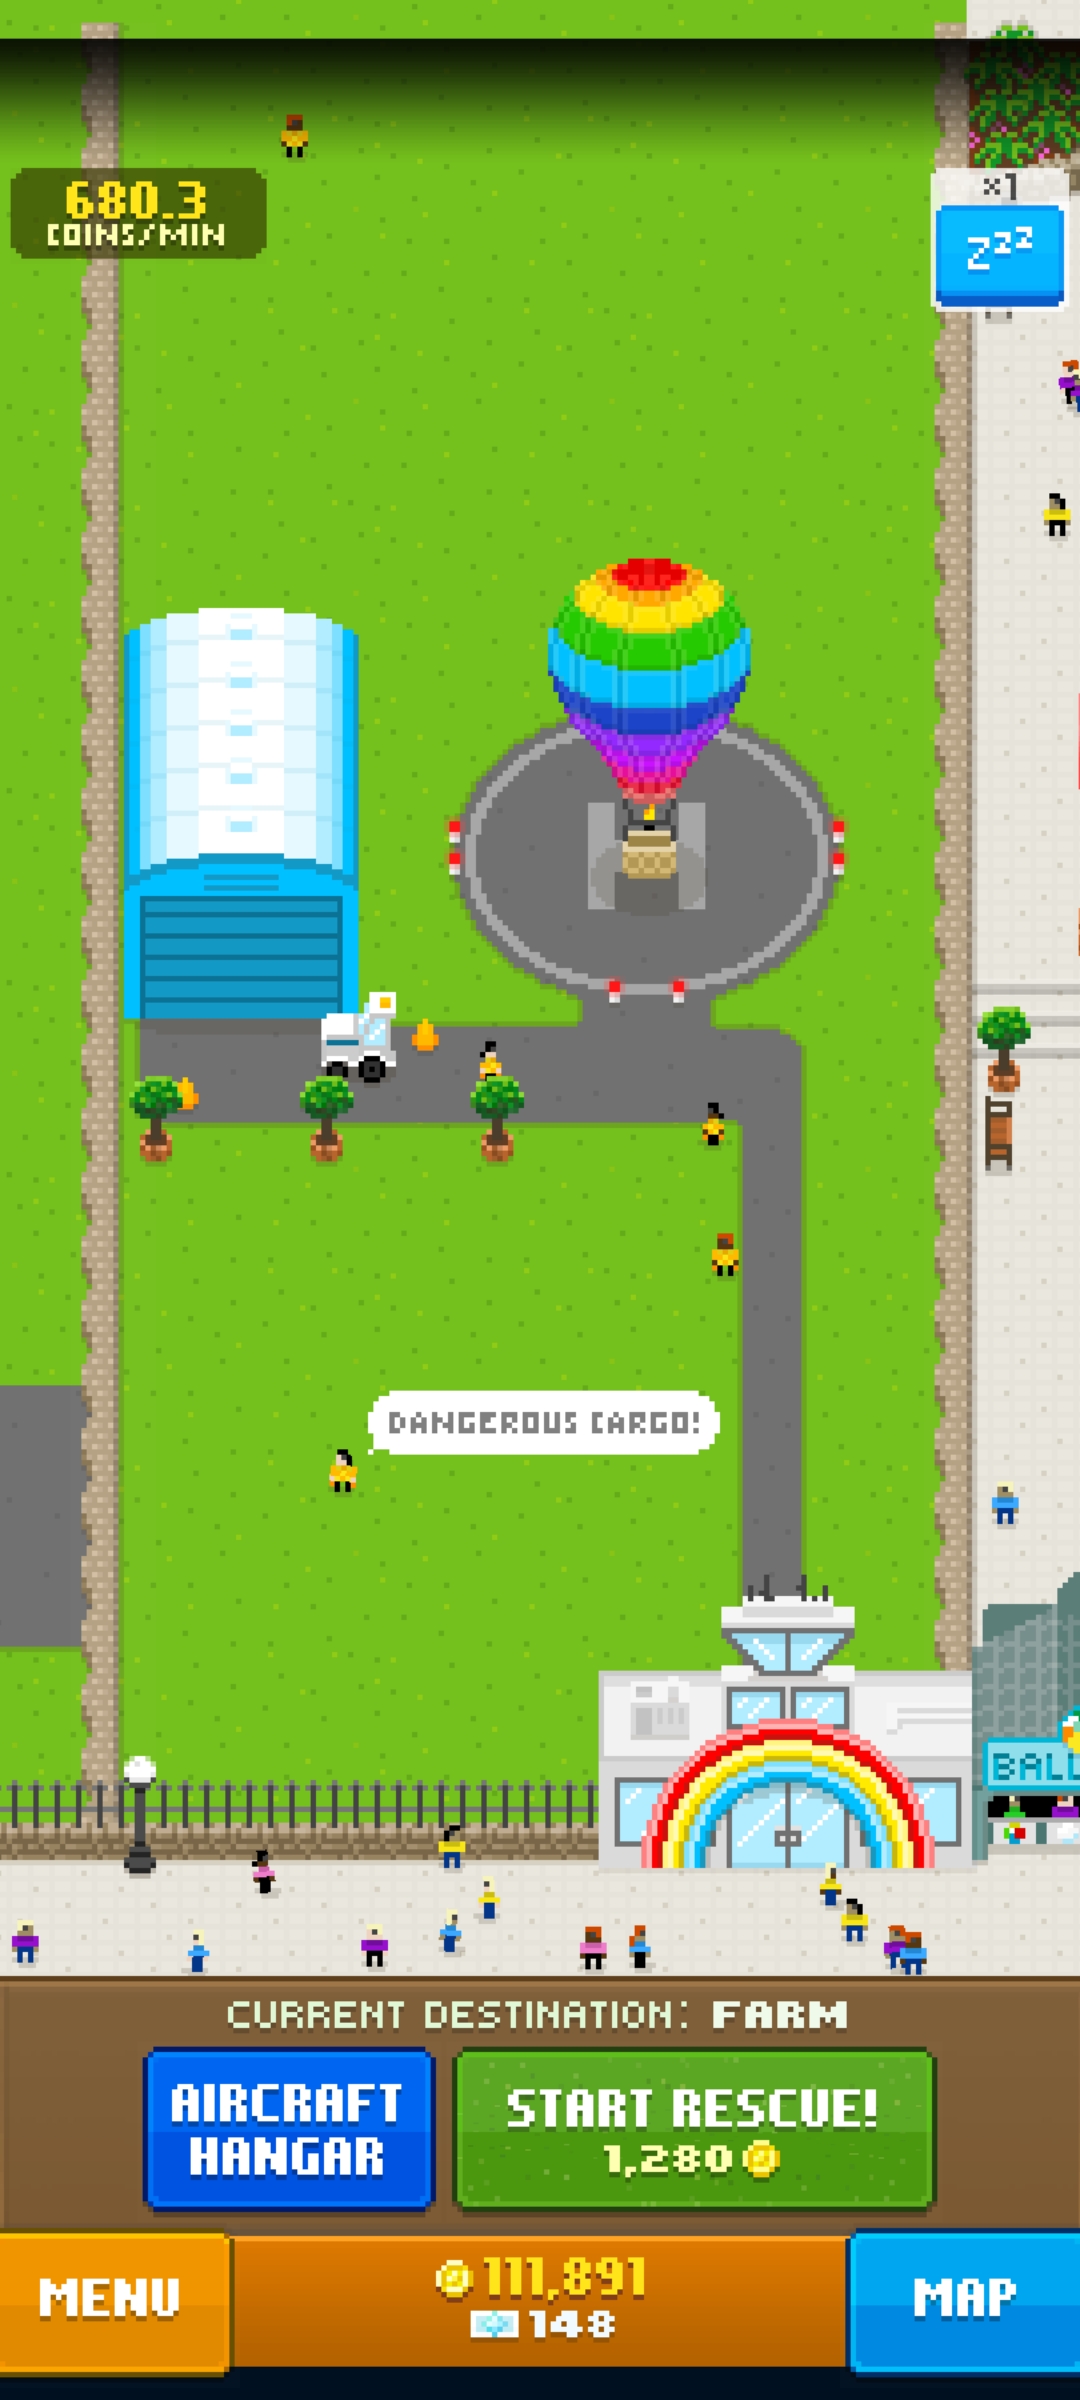 680.3
COINS/MIN
x1
Zzz
DANGEROUS CARGO!
BALL
CURRENT DESTINATION: FARM
AIRCRAFT
HANGAR
START RESCUE!
1,280
MENU
111,891
148
MAP